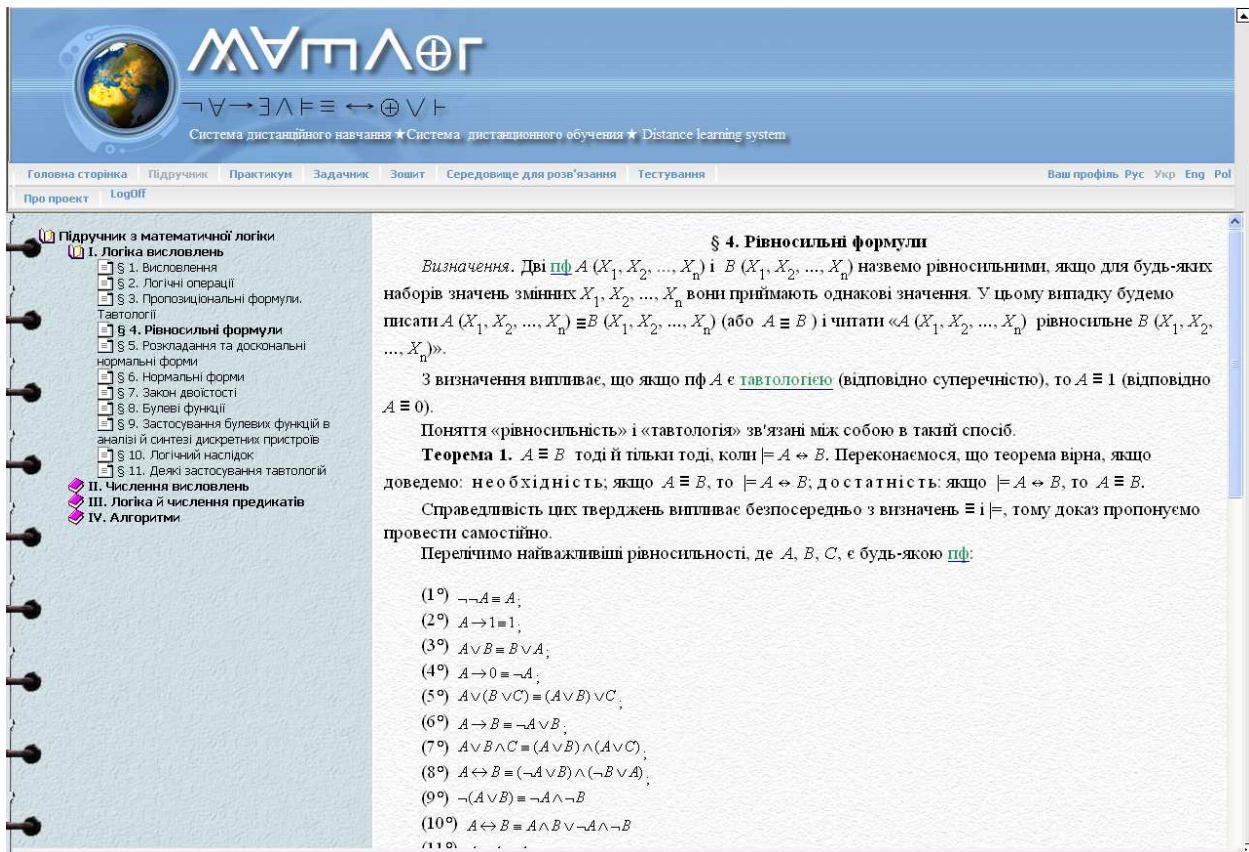 M∀ТΛ⊕Г
¬ ∀ → ∃ Λ ⊨ ≡ ↔ ⊕ ∨ ⊢
Система дистанційного навчання ★ Система дистанционного обучения ★ Distance learning system
Головна сторінка Підручник Практикум Задачник Зошит Середовище для розв'язання Тестування Ваш профіль Рус Укр Eng Pol
Про проект LogOff
Підручник з математичної логіки
I. Логіка висловлень
§ 1. Висловлення
§ 2. Логічні операції
§ 3. Пропозиціональні формули.
Тавтології
§ 4. Рівносильні формули
§ 5. Розкладання та досконалі
нормальні форми
§ 6. Нормальні форми
§ 7. Закон двоїстості
§ 8. Булеві функції
§ 9. Застосування булевих функцій в
аналізі й синтезі дискретних пристроїв
§ 10. Логічний наслідок
§ 11. Деякі застосування тавтологій
II. Числення висловлень
III. Логіка й числення предикатів
IV. Алгоритми
§ 4. Рівносильні формули
Визначення. Дві пф A (X1, X2, ..., Xn) і B (X1, X2, ..., Xn) назвемо рівносильними, якщо для будь-яких
наборів значень змінних X1, X2, ..., Xn вони приймають однакові значення. У цьому випадку будемо
писати A (X1, X2, ..., Xn) ≡B (X1, X2, ..., Xn) (або A ≡ B ) і читати «A (X1, X2, ..., Xn) рівносильне B (X1, X2,
..., Xn)».
З визначення випливає, що якщо пф A є тавтологією (відповідно суперечністю), то A ≡ 1 (відповідно
A ≡ 0).
Поняття «рівносильність» і «тавтологія» зв'язані між собою в такий спосіб.
Теорема 1. A ≡ B тоді й тільки тоді, коли |= A ↔ B. Переконаємося, що теорема вірна, якщо
доведемо: необхідність; якщо A ≡ B, то |= A ↔ B; достатність: якщо |= A ↔ B, то A ≡ B.
Справедливість цих тверджень випливає безпосередньо з визначень ≡ і |=, тому доказ пропонуємо
провести самостійно.
Перелічимо найважливіші рівносильності, де A, B, C, є будь-якою пф:
(1°) ¬¬A ≡ A;
(2°) A→1≡1;
(3°) A∨B≡B∨A;
(4°) A→0≡¬A;
(5°) A∨(B∨C)≡(A∨B)∨C;
(6°) A→B≡¬A∨B;
(7°) A∨B∧C≡(A∨B)∧(A∨C);
(8°) A↔B≡(¬A∨B)∧(¬B∨A);
(9°) ¬(A∨B)≡¬A∧¬B
(10°) A↔B≡A∧B∨¬A∧¬B
(11°)